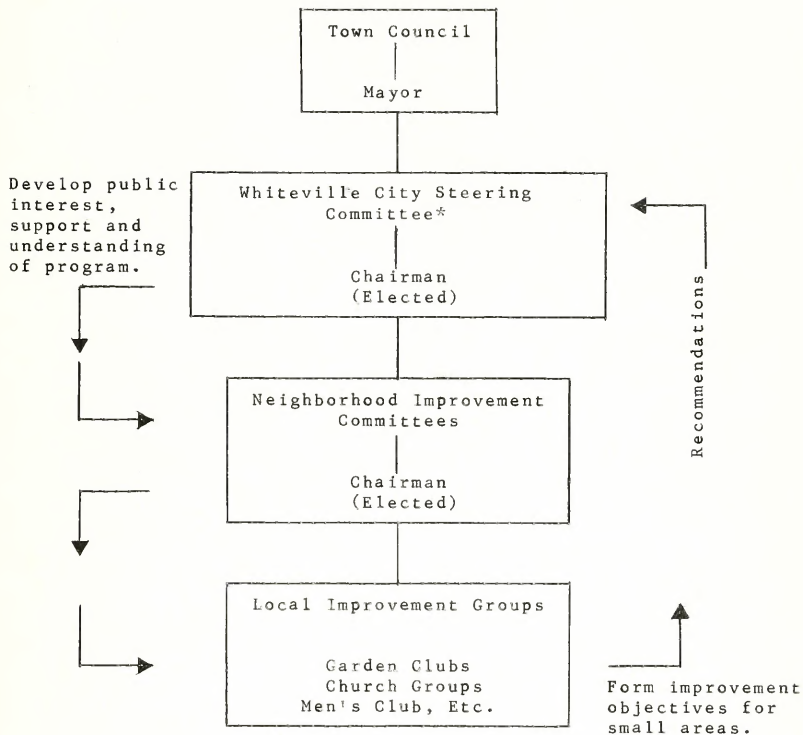 Town Council
Mayor
Develop public
interest,
support and
understanding
of program.
Whiteville City Steering
Committee*
Chairman
(Elected)
Recommendations
Neighborhood Improvement
Committees
Chairman
(Elected)
Local Improvement Groups
Garden Clubs
Church Groups
Men's Club, Etc.
Form improvement
objectives for
small areas.